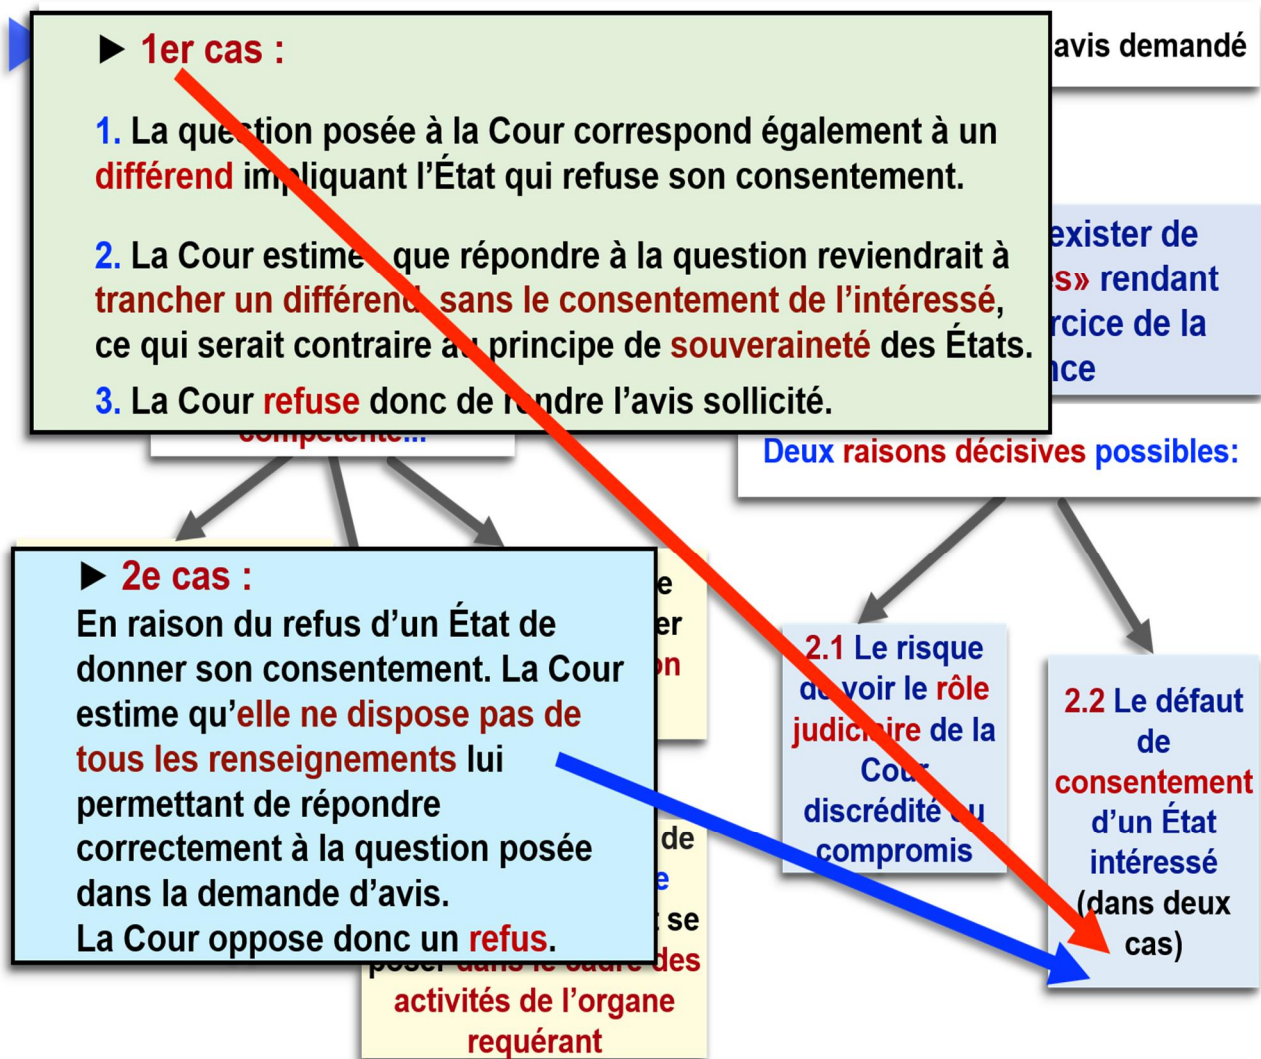 ▶ 1er cas :
avis demandé
1. La question posée à la Cour correspond également à un
différend impliquant l’État qui refuse son consentement.
2. La Cour estime que répondre à la question reviendrait à
trancher un différend sans le consentement de l’intéressé,
ce qui serait contraire au principe de souveraineté des États.
3. La Cour refuse donc de rendre l’avis sollicité.
exister de
s» rendant
rcice de la
nce
compétente...
Deux raisons décisives possibles:
▶ 2e cas :
En raison du refus d’un État de
donner son consentement. La Cour
estime qu’elle ne dispose pas de
tous les renseignements lui
permettant de répondre
correctement à la question posée
dans la demande d’avis.
La Cour oppose donc un refus.
e
er
on
de
e
t se
poser dans le cadre des
activités de l’organe
requérant
2.1 Le risque
de voir le rôle
judiciaire de la
Cour
discrédité ou
compromis
2.2 Le défaut
de
consentement
d’un État
intéressé
(dans deux
cas)